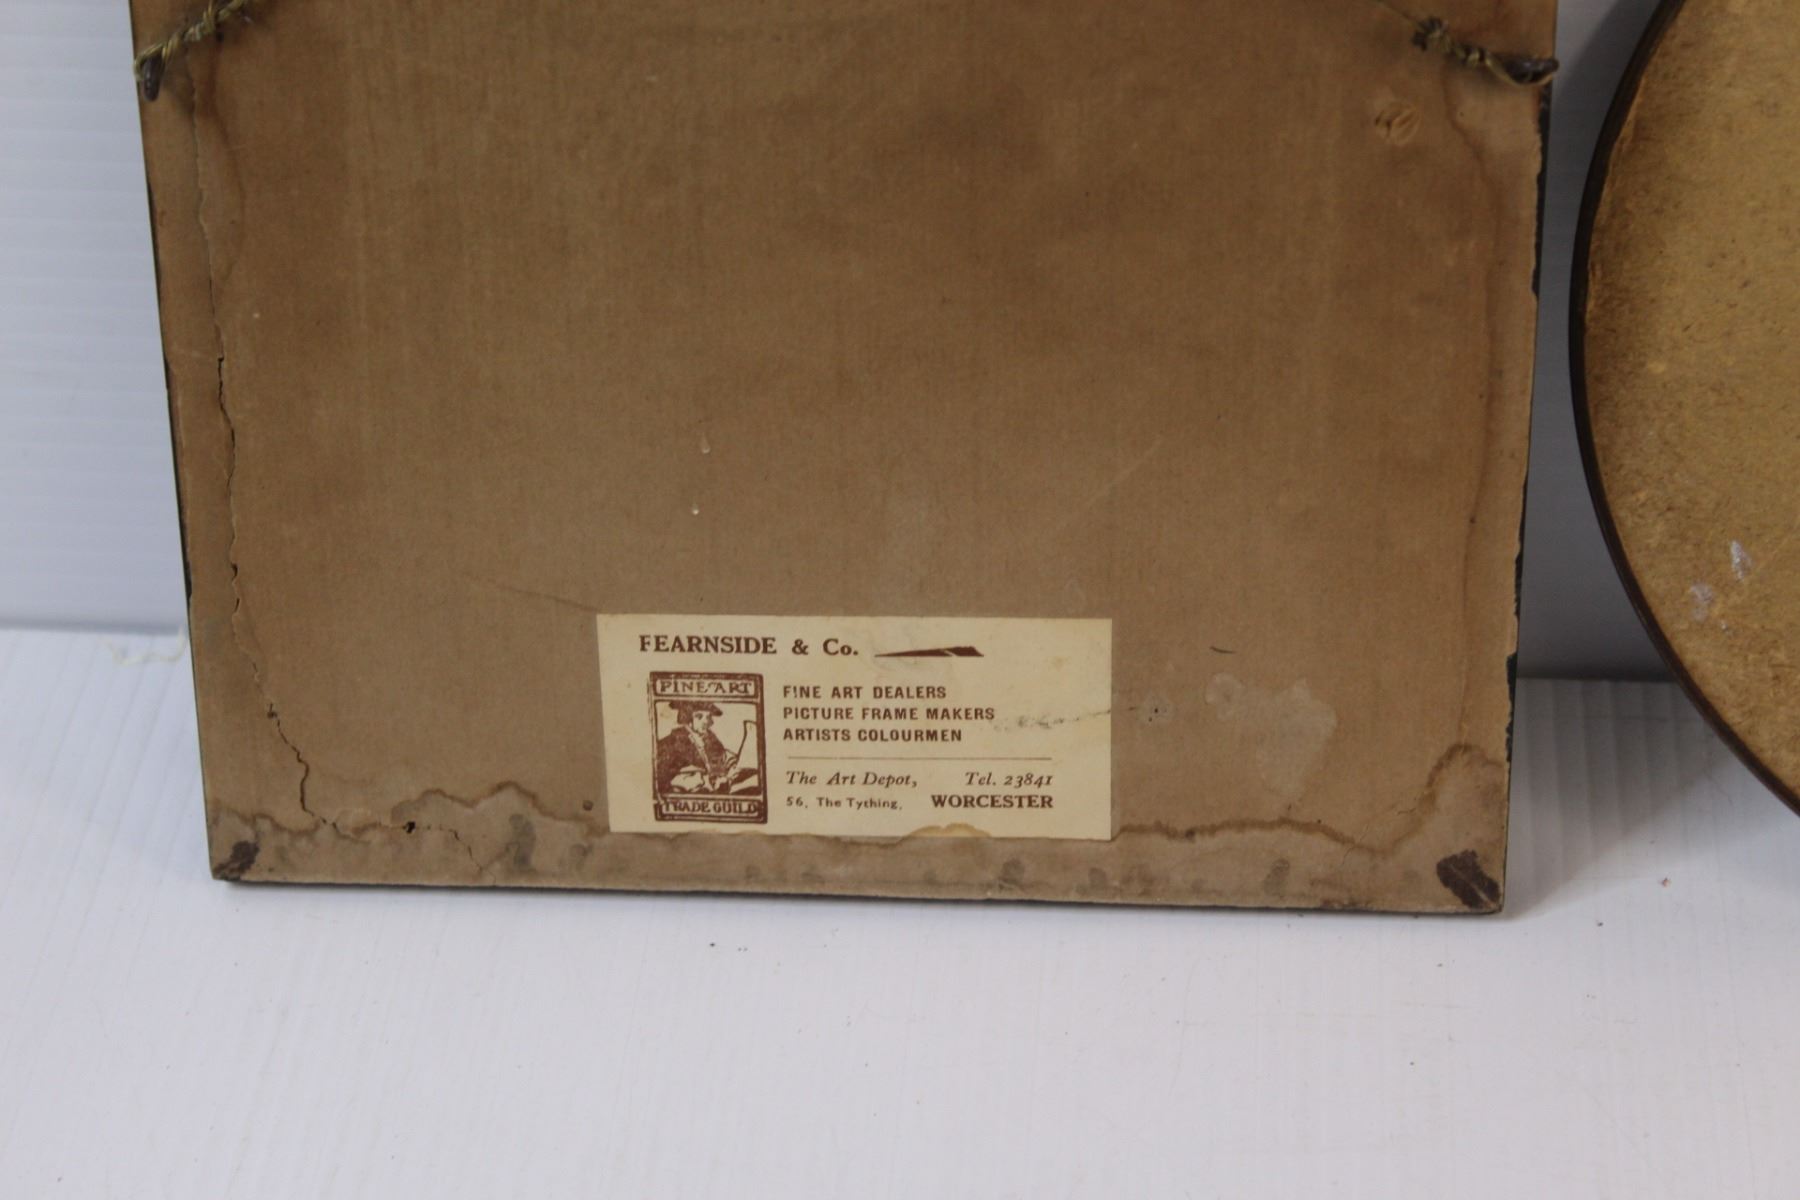 FEARNSIDE & Co.
FINE ART
TRADE GUILD
FINE ART DEALERS
PICTURE FRAME MAKERS
ARTISTS COLOURMEN
The Art Depot, Tel. 23841
56, The Tything, WORCESTER